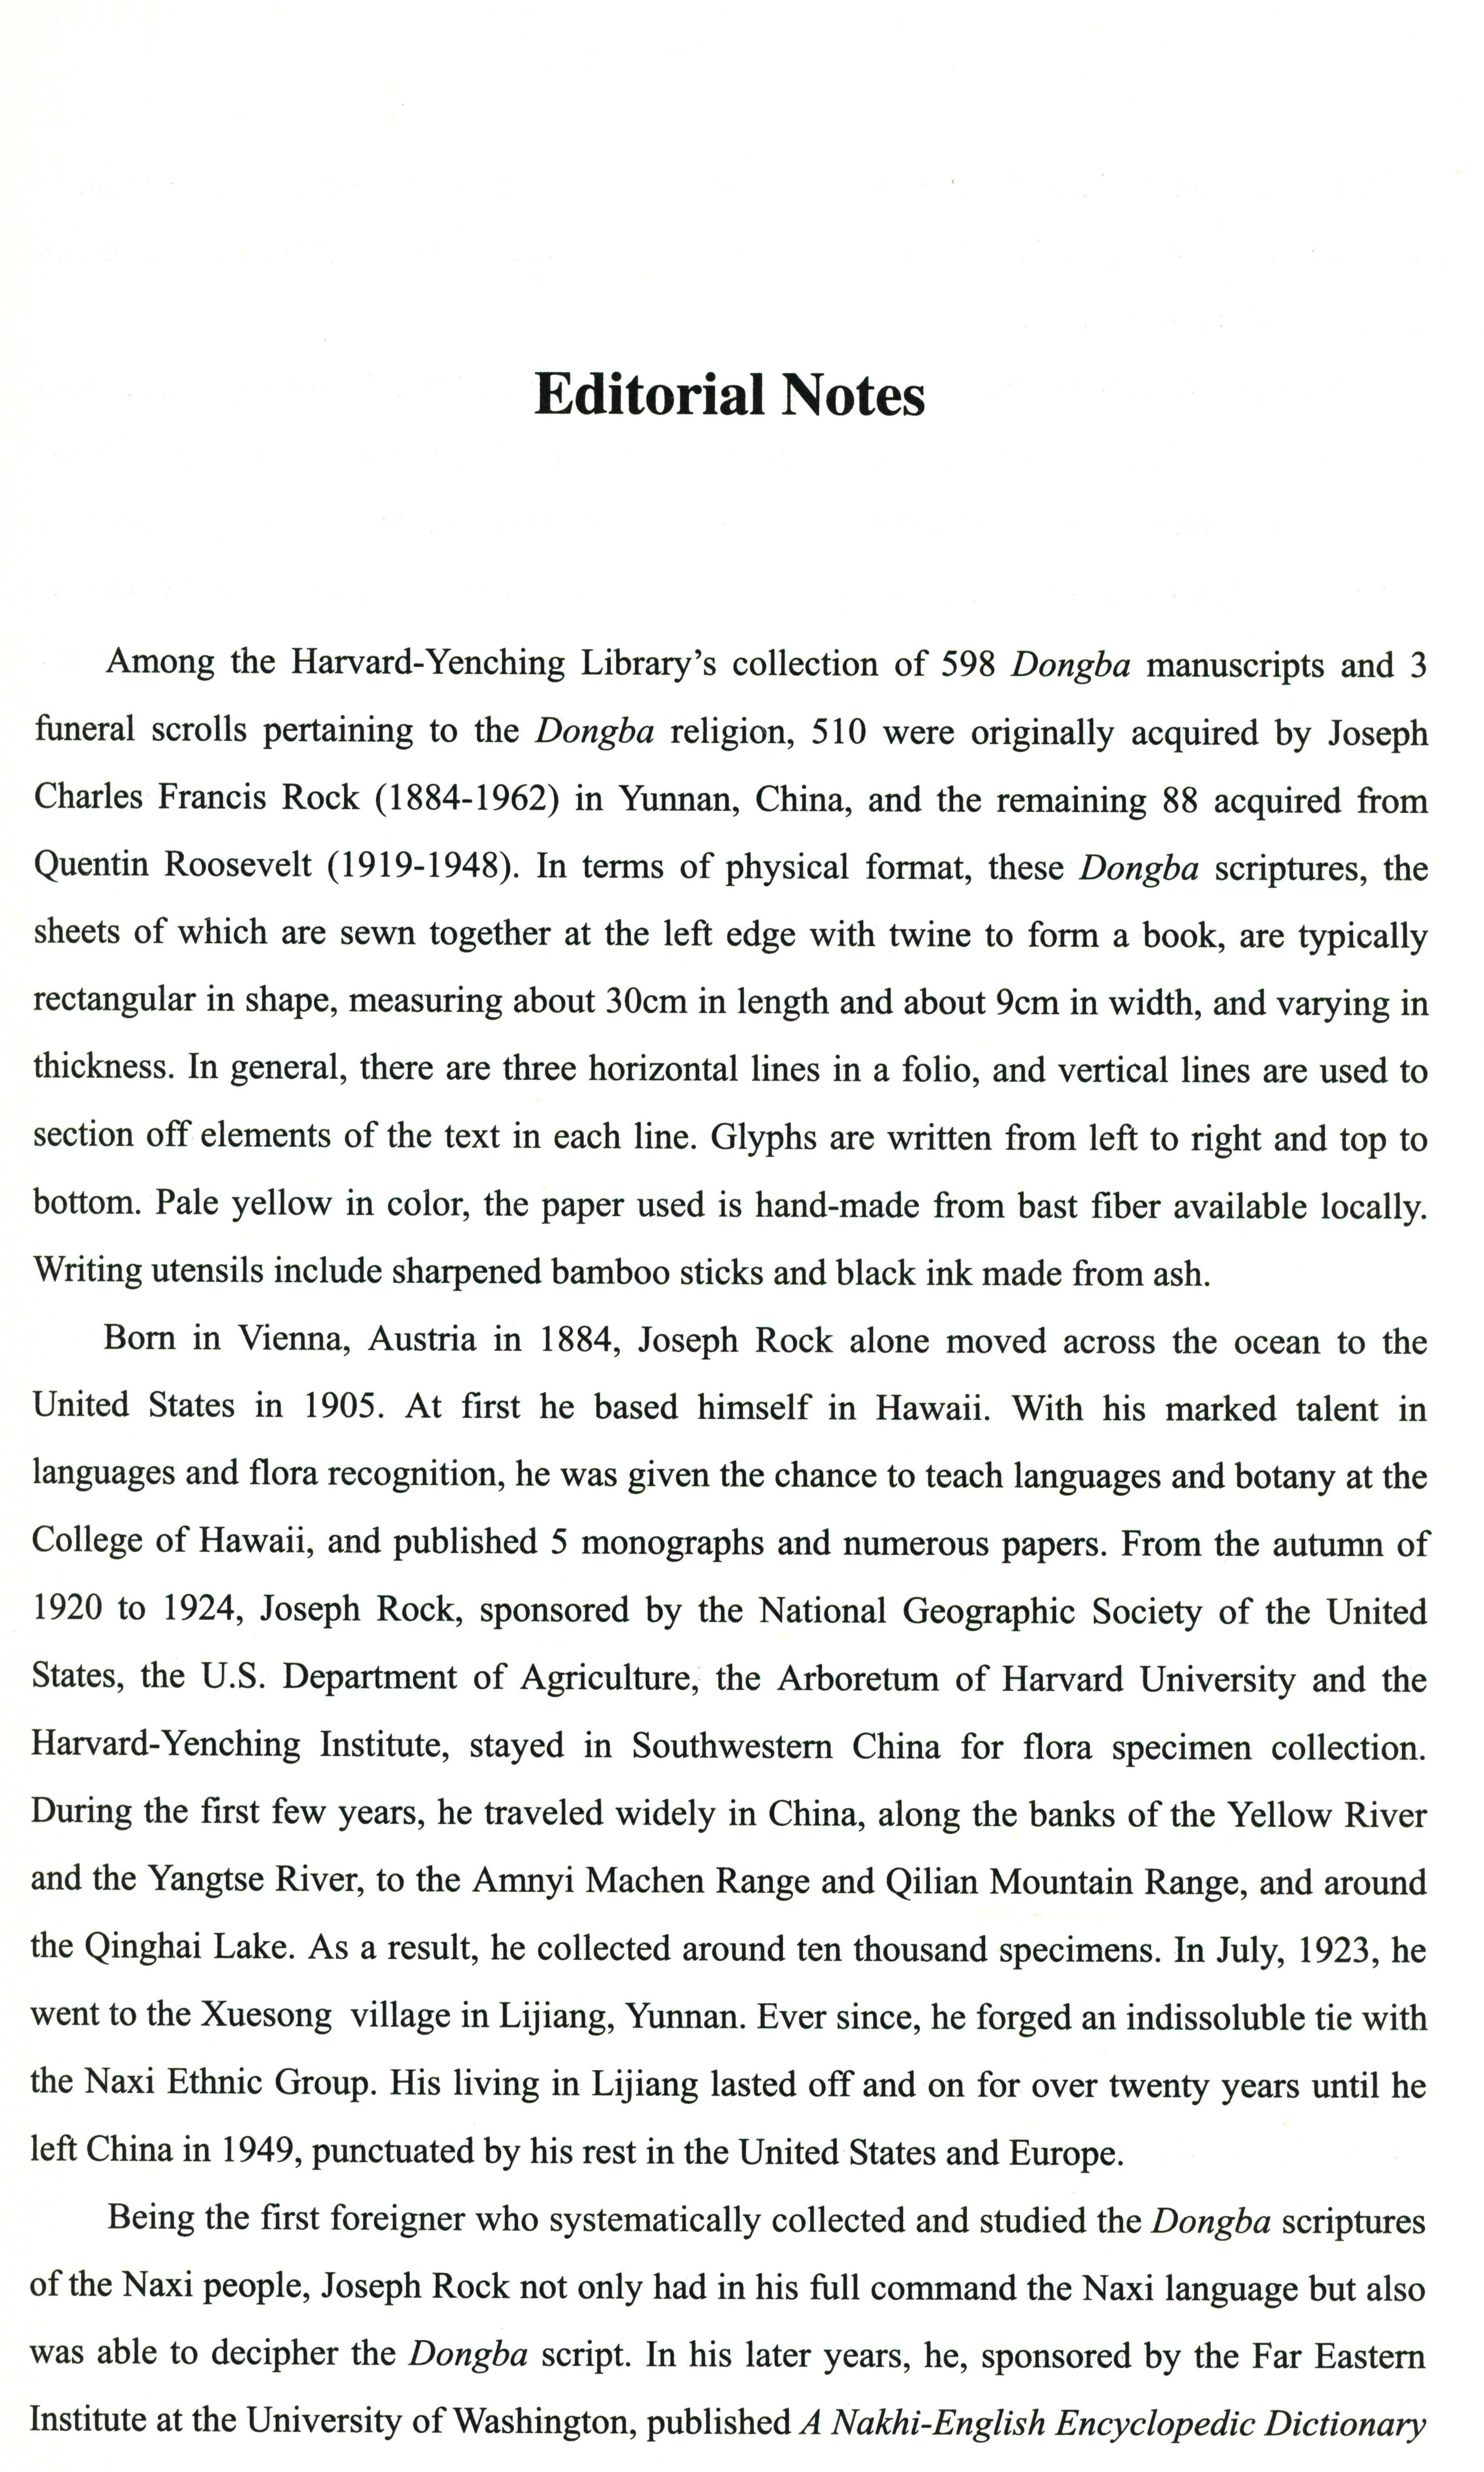 Editorial Notes
Among the Harvard-Yenching Library’s collection of 598 Dongba manuscripts and 3
funeral scrolls pertaining to the Dongba religion, 510 were originally acquired by Joseph
Charles Francis Rock (1884-1962) in Yunnan, China, and the remaining 88 acquired from
Quentin Roosevelt (1919-1948). In terms of physical format, these Dongba scriptures, the
sheets of which are sewn together at the left edge with twine to form a book, are typically
rectangular in shape, measuring about 30cm in length and about 9cm in width, and varying in
thickness. In general, there are three horizontal lines in a folio, and vertical lines are used to
section off elements of the text in each line. Glyphs are written from left to right and top to
bottom. Pale yellow in color, the paper used is hand-made from bast fiber available locally.
Writing utensils include sharpened bamboo sticks and black ink made from ash.
Born in Vienna, Austria in 1884, Joseph Rock alone moved across the ocean to the
United States in 1905. At first he based himself in Hawaii. With his marked talent in
languages and flora recognition, he was given the chance to teach languages and botany at the
College of Hawaii, and published 5 monographs and numerous papers. From the autumn of
1920 to 1924, Joseph Rock, sponsored by the National Geographic Society of the United
States, the U.S. Department of Agriculture, the Arboretum of Harvard University and the
Harvard-Yenching Institute, stayed in Southwestern China for flora specimen collection.
During the first few years, he traveled widely in China, along the banks of the Yellow River
and the Yangtse River, to the Amnyi Machen Range and Qilian Mountain Range, and around
the Qinghai Lake. As a result, he collected around ten thousand specimens. In July, 1923, he
went to the Xuesong village in Lijiang, Yunnan. Ever since, he forged an indissoluble tie with
the Naxi Ethnic Group. His living in Lijiang lasted off and on for over twenty years until he
left China in 1949, punctuated by his rest in the United States and Europe.
Being the first foreigner who systematically collected and studied the Dongba scriptures
of the Naxi people, Joseph Rock not only had in his full command the Naxi language but also
was able to decipher the Dongba script. In his later years, he, sponsored by the Far Eastern
Institute at the University of Washington, published A Nakhi-English Encyclopedic Dictionary